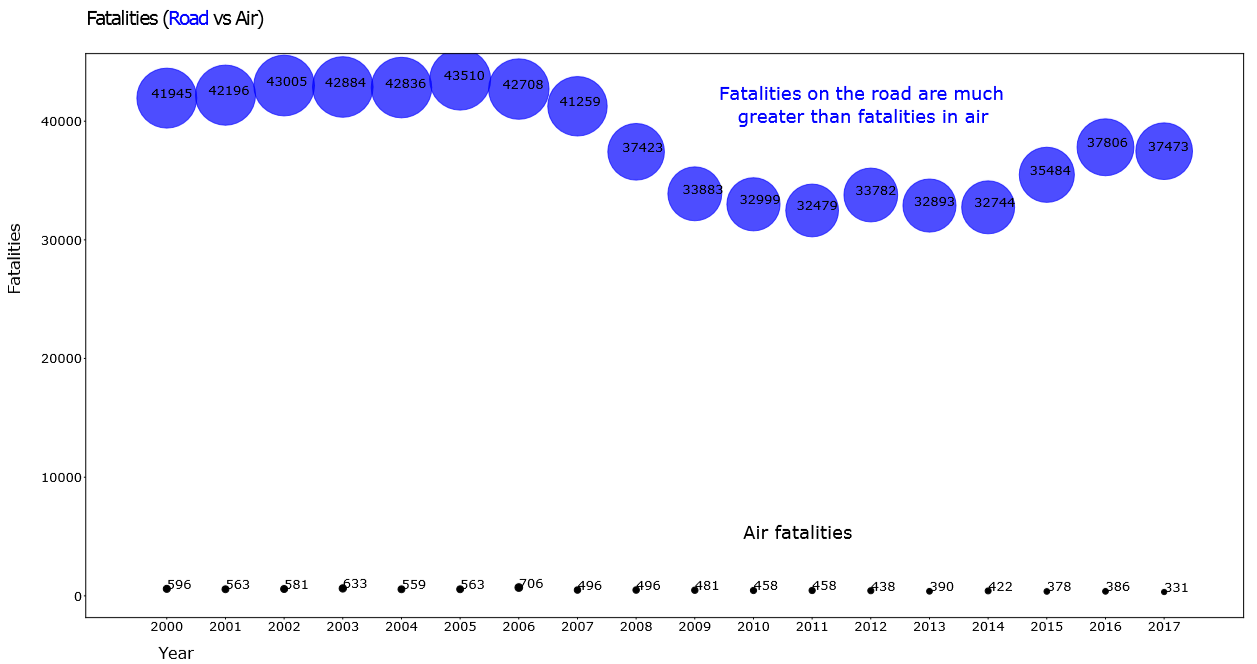 Fatalities (Road vs Air)
Fatalities on the road are much
greater than fatalities in air
41945 42196 43005 42884 42836 43510 42708 41259 37423 33883 32999 32479 33782 32893 32744 35484 37806 37473
40000
30000
20000
10000
0
Fatalities
Air fatalities
596 563 581 633 559 563 706 496 496 481 458 458 438 390 422 378 386 331
2000 2001 2002 2003 2004 2005 2006 2007 2008 2009 2010 2011 2012 2013 2014 2015 2016 2017
Year